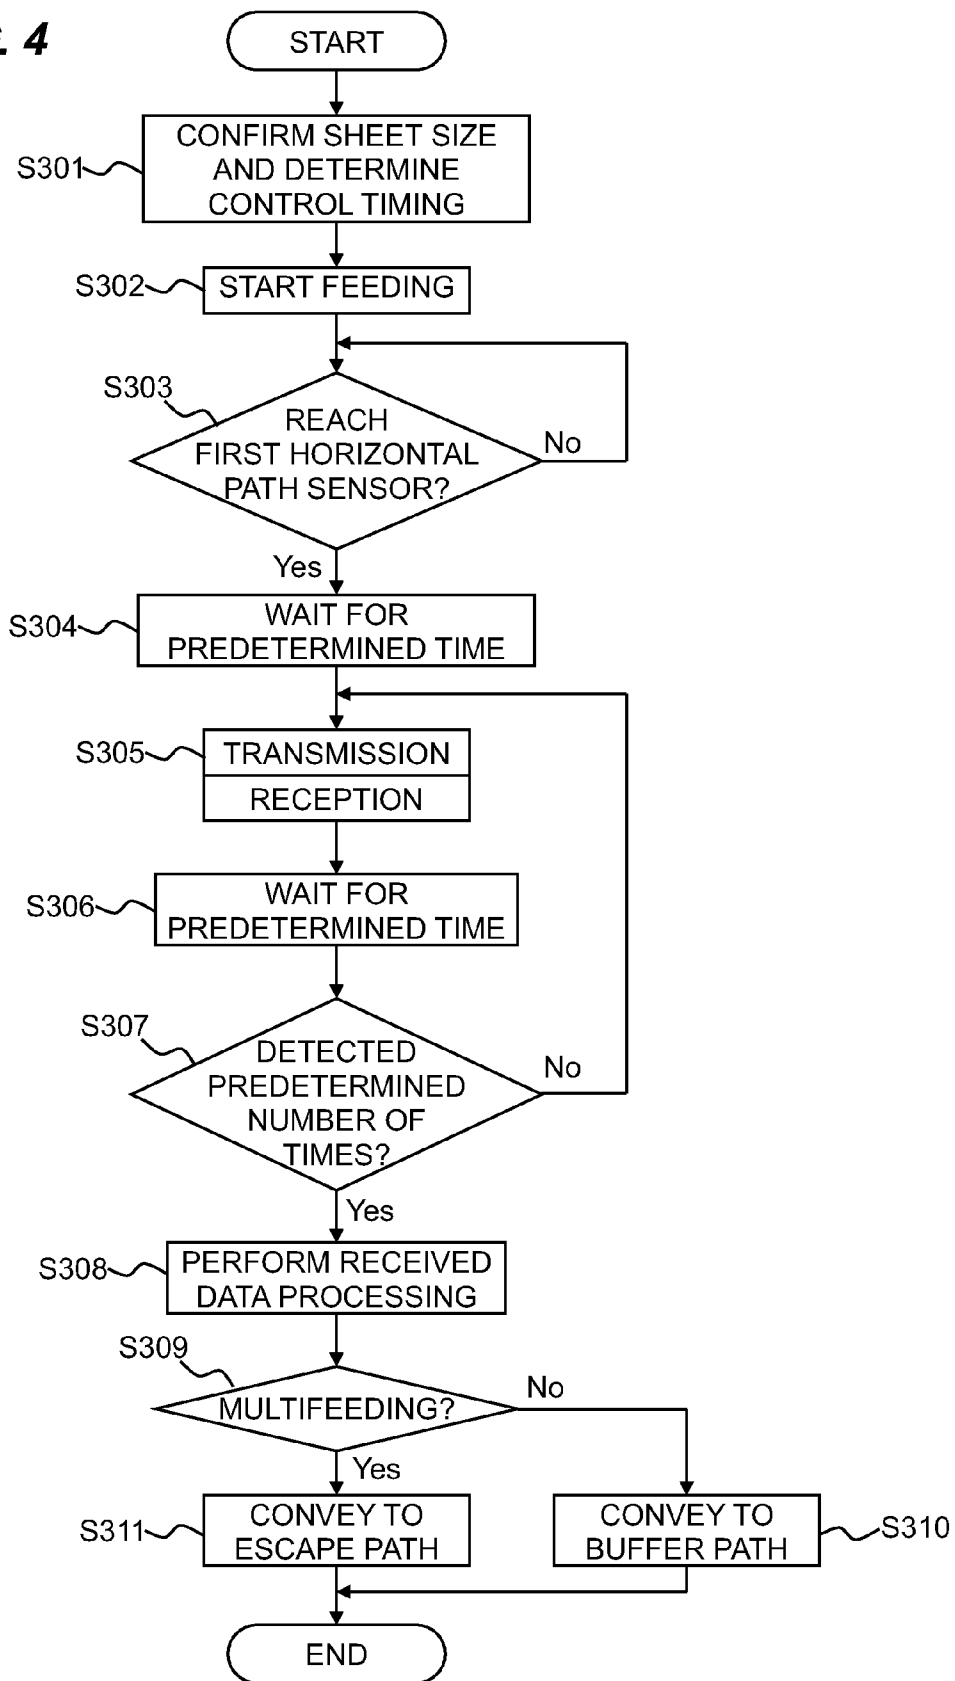 . 4
START
S301
CONFIRM SHEET SIZE
AND DETERMINE
CONTROL TIMING
S302
START FEEDING
S303
REACH
FIRST HORIZONTAL
PATH SENSOR?
No
Yes
S304
WAIT FOR
PREDETERMINED TIME
S305
TRANSMISSION
RECEPTION
S306
WAIT FOR
PREDETERMINED TIME
S307
DETECTED
PREDETERMINED
NUMBER OF
TIMES?
No
Yes
S308
PERFORM RECEIVED
DATA PROCESSING
S309
MULTIFEEDING?
No
Yes
S311
CONVEY TO
ESCAPE PATH
CONVEY TO
BUFFER PATH
S310
END